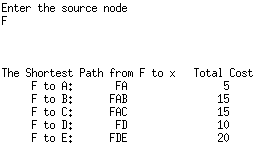 Enter the source node
F
The Shortest Path from F to x Total Cost
F to A: FA 5
F to B: FAB 15
F to C: FAC 15
F to D: FD 10
F to E: FDE 20